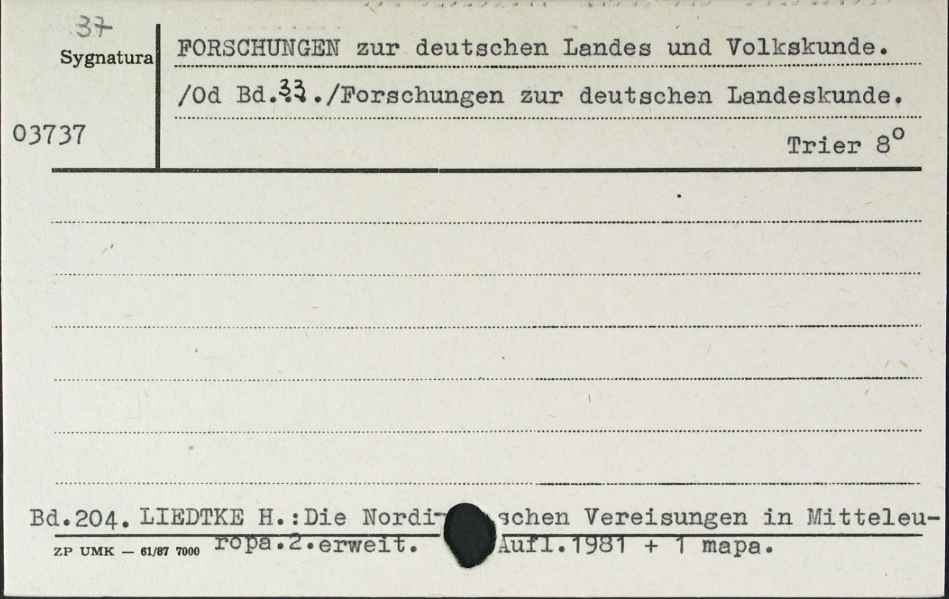 37
Sygnatura
FORSCHUNGEN zur deutschen Landes und Volkskunde.
/Od Bd.33./Forschungen zur deutschen Landeskunde.
03737
Trier 8º
Bd.204. LIEDTKE H.:Die Nordi- schen Vereisungen in Mitteleu-
ropa.2.erweit. Aufl.1981 + 1 mapa.
ZP UMK — 61/87 7000